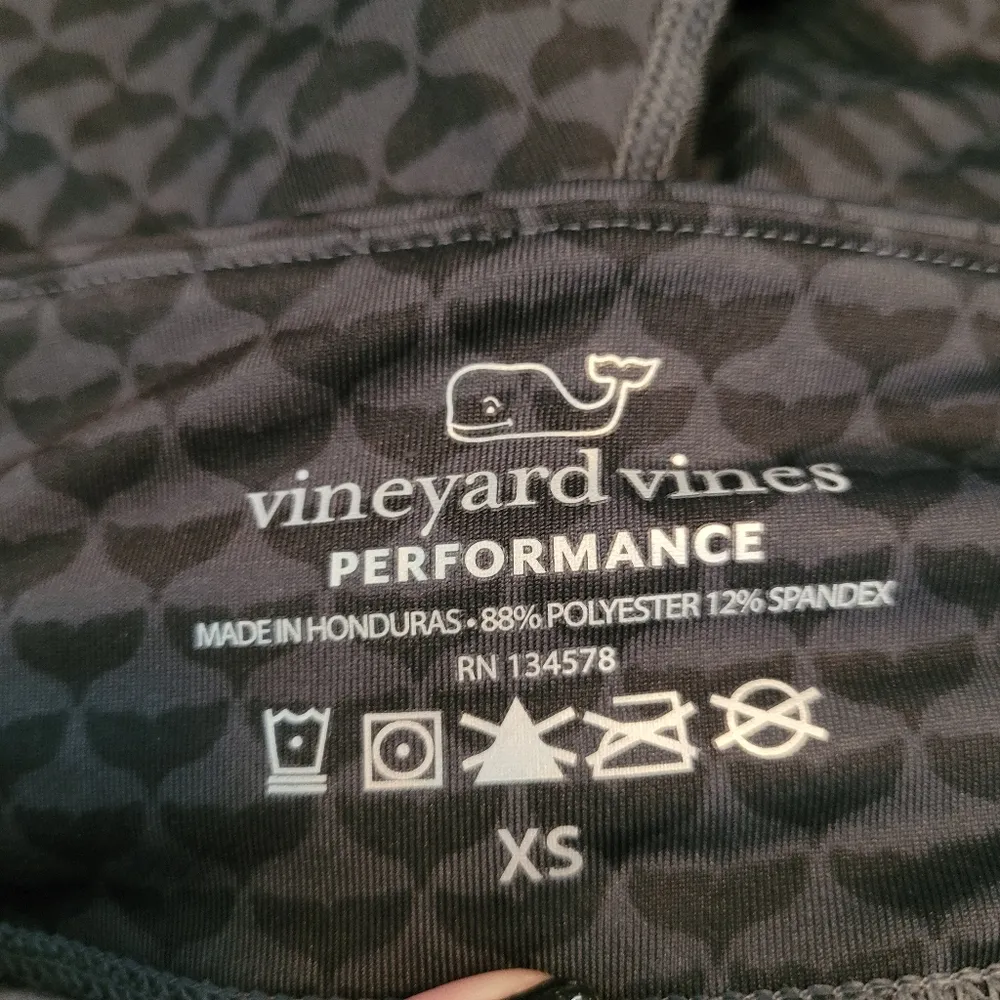 vineyard vines
PERFORMANCE
MADE IN HONDURAS • 88% POLYESTER 12% SPANDEX
RN 134578
XS